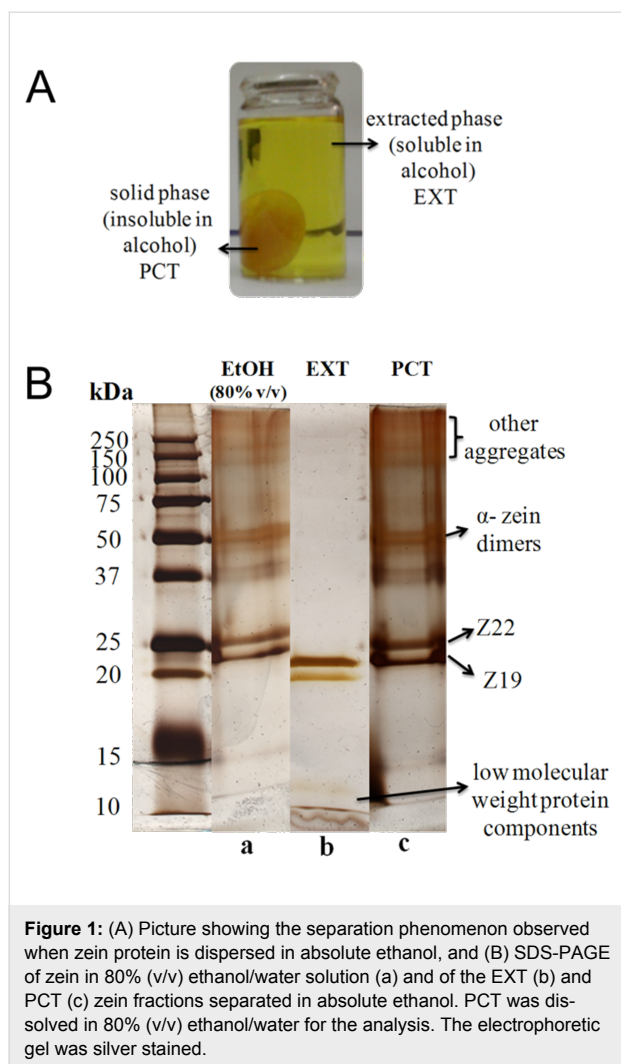 A
extracted phase
(soluble in
alcohol)
EXT
solid phase
(insoluble in
alcohol)
PCT
B
kDa
EtOH
(80% v/v)
EXT
PCT
250
150
100
75
50
37
25
20
15
10
other
aggregates
α- zein
dimers
Z22
Z19
low molecular
weight protein
components
a
b
c
Figure 1: (A) Picture showing the separation phenomenon observed
when zein protein is dispersed in absolute ethanol, and (B) SDS-PAGE
of zein in 80% (v/v) ethanol/water solution (a) and of the EXT (b) and
PCT (c) zein fractions separated in absolute ethanol. PCT was dis-
solved in 80% (v/v) ethanol/water for the analysis. The electrophoretic
gel was silver stained.